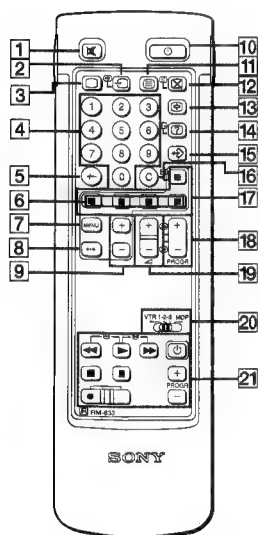 1
10
2
11
3
12
13
1 2 3
4
4 5 6
14
?
7 8 9
15
16
5
0 C
6
17
7
MENU
+ + +
18
8
− − −
PROGR
9
19
VTR 1-2-3 MDP
20
+
PROGR
21
−
R RM-833
SONY